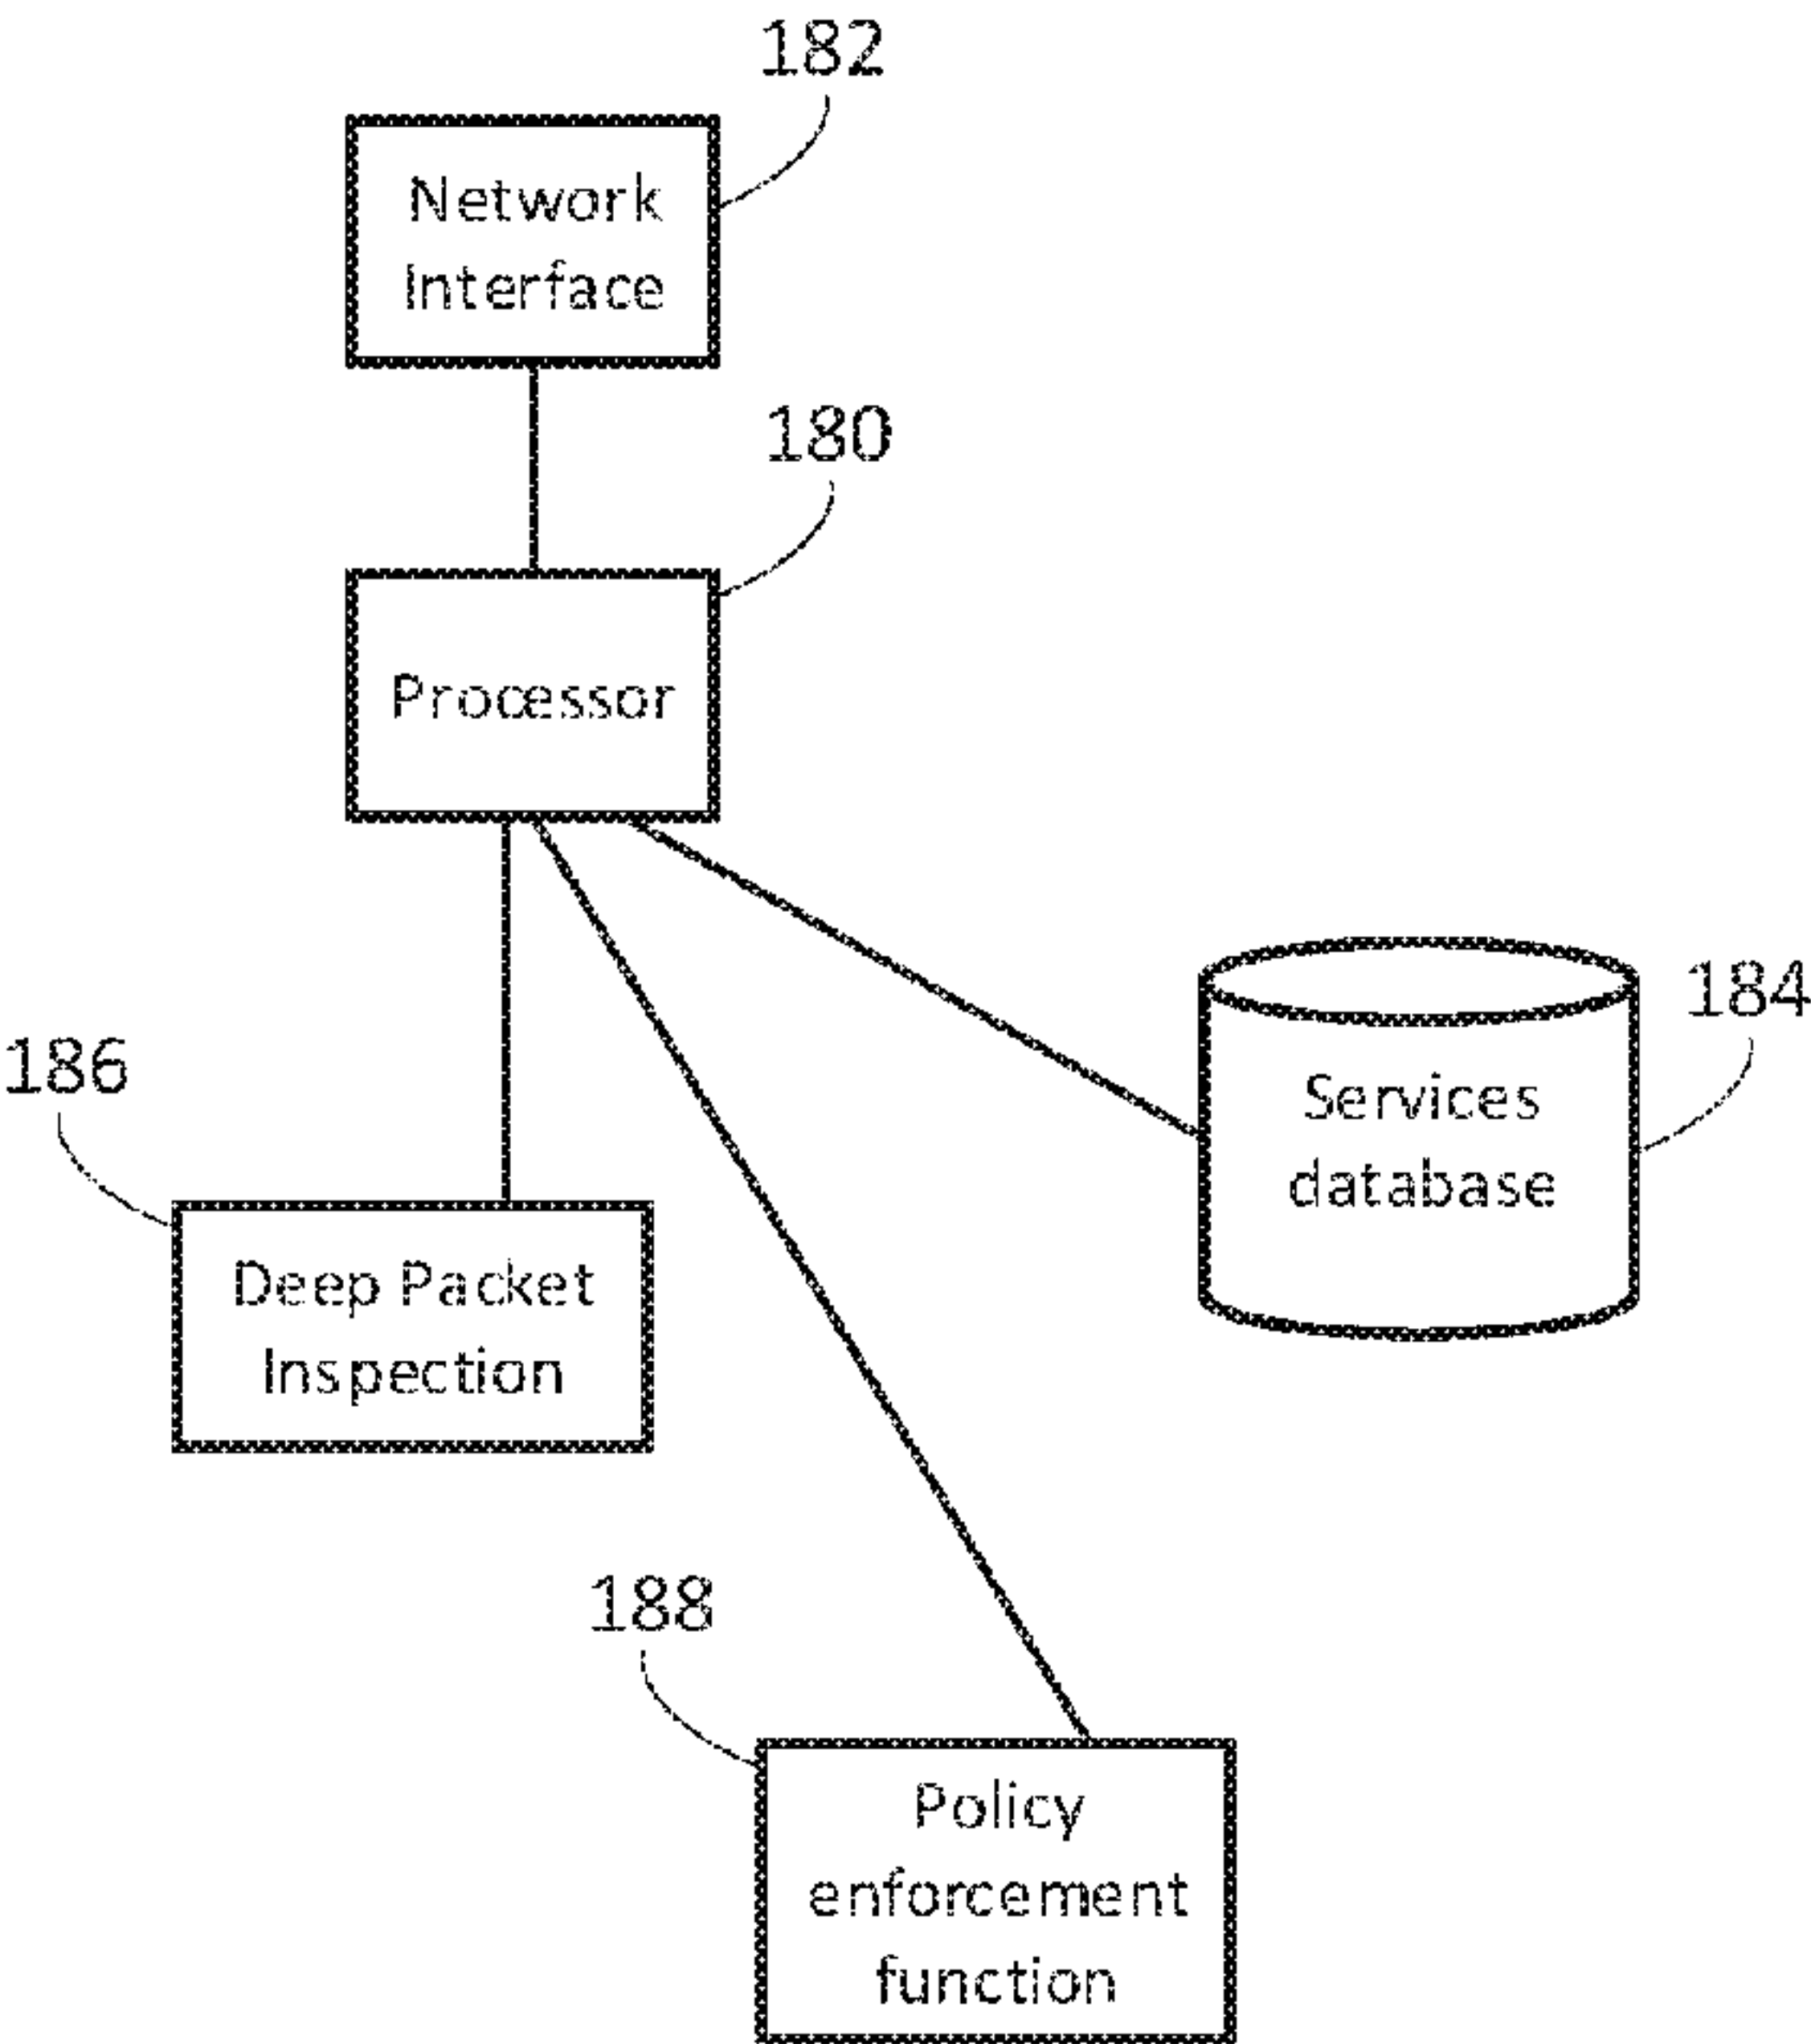 182
Network
Interface
180
Processor
184
Services
database
186
Deep Packet
Inspection
188
Policy
enforcement
function